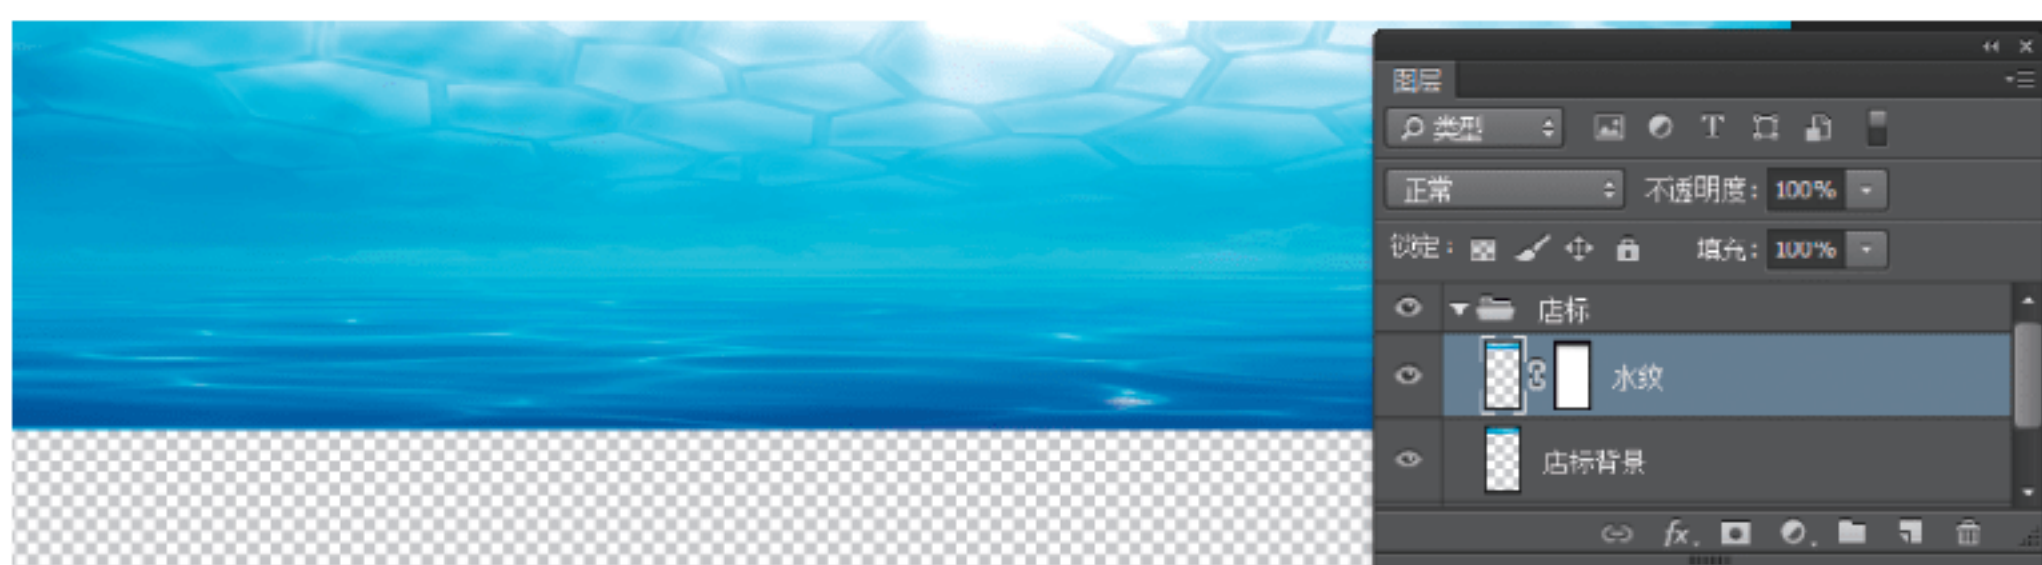 图层
类型
正常 不透明度: 100%
锁定: 填充: 100%
店标
水纹
店标背景
fx.